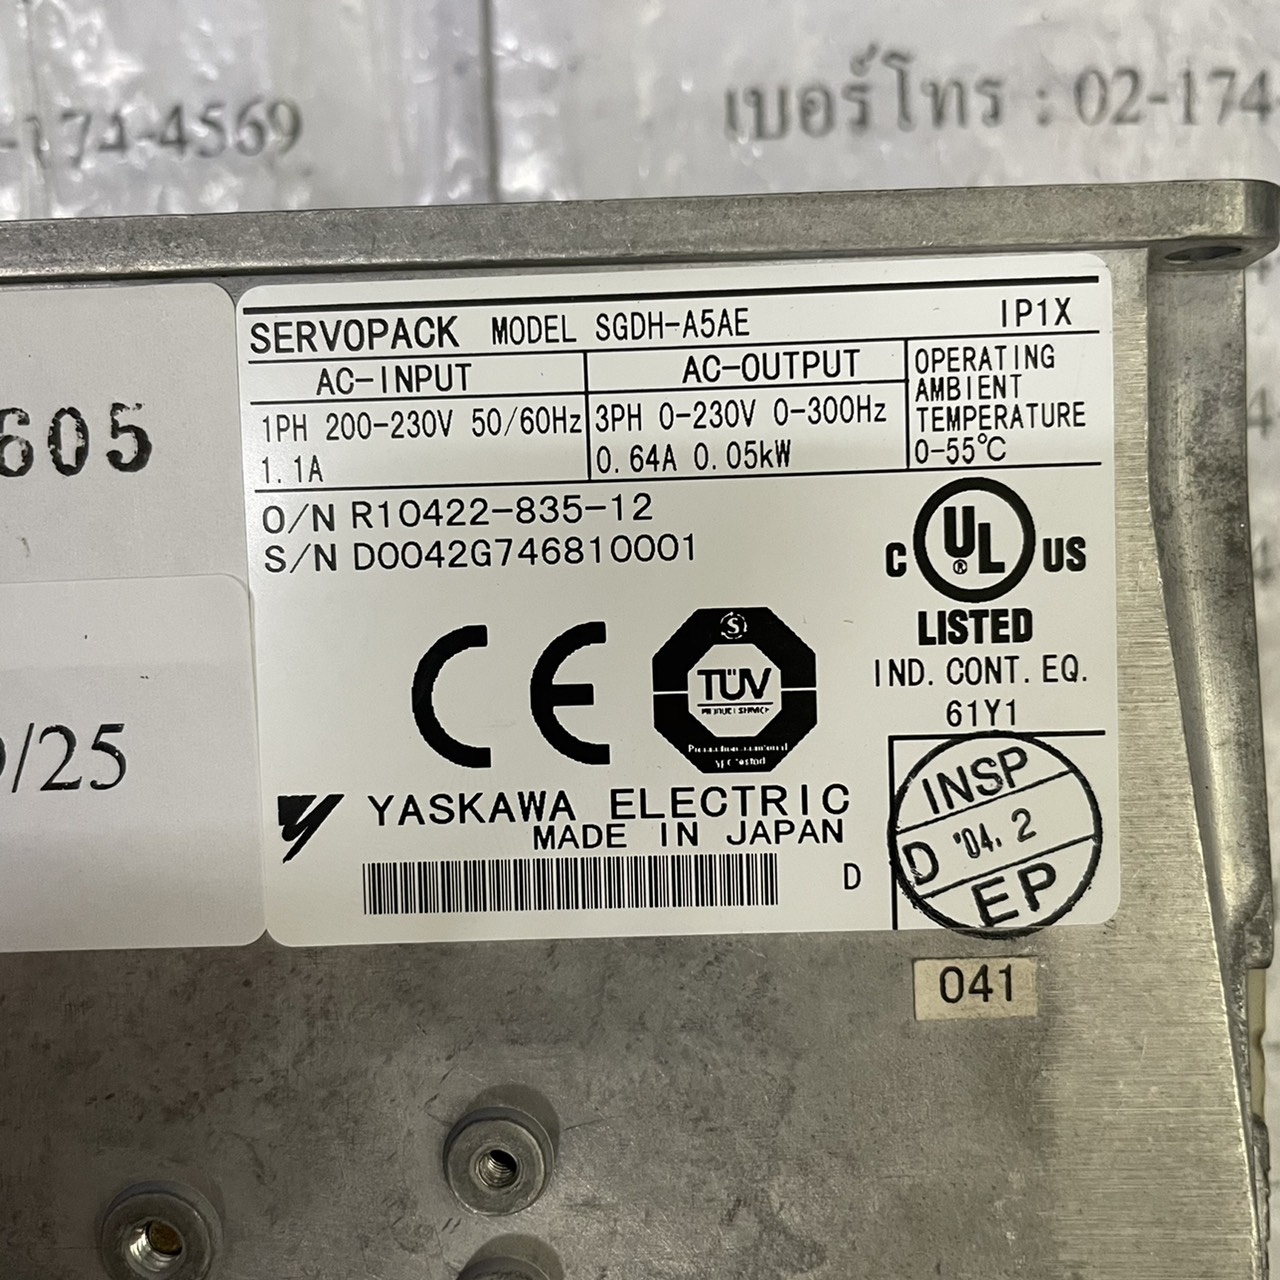 -174-4569
เบอร์โทร : 02-174
605
/25
SERVOPACK MODEL SGDH-A5AE IP1X
AC-INPUT
1PH 200-230V 50/60Hz
1.1A
AC-OUTPUT
3PH 0-230V 0-300Hz
0.64A 0.05kW
OPERATING
AMBIENT
TEMPERATURE
0-55℃
O/N R10422-835-12
S/N D0042G746810001
C UL US
®
LISTED
IND. CONT. EQ.
61Y1
CE
S
TÜV
PRODUCT SERVICE
YASKAWA ELECTRIC
MADE IN JAPAN
D
INSP
D '04.2
EP
041